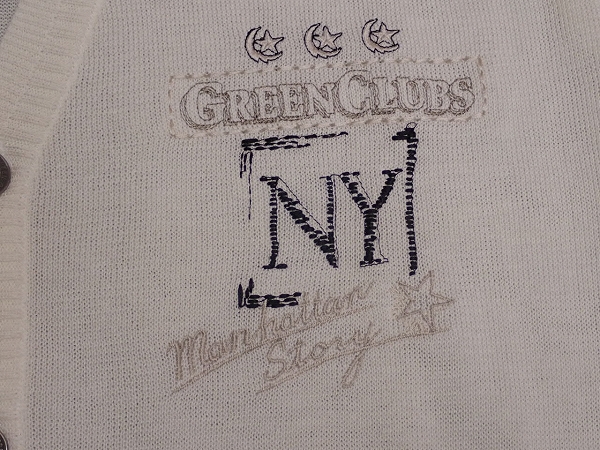 GREENCLUBS
NY
Manhattan
Story